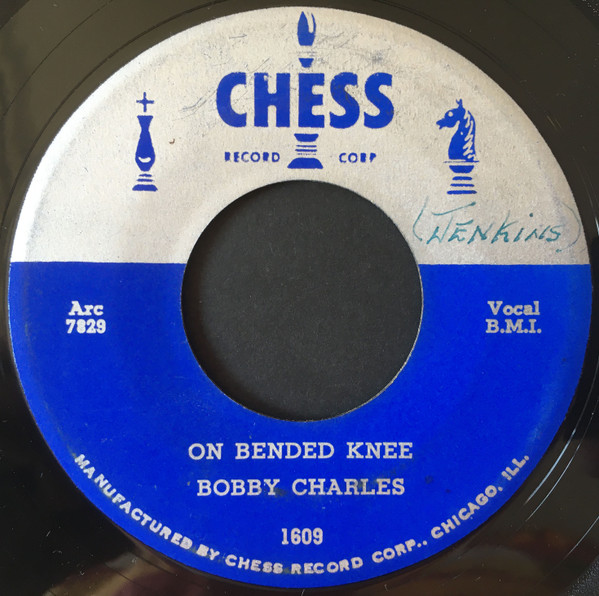 CHESS
RECORD CORP
(JENKINS)
Arc
7829
Vocal
B.M.I.
ON BENDED KNEE
BOBBY CHARLES
1609
MANUFACTURED BY CHESS RECORD CORP., CHICAGO, ILL.